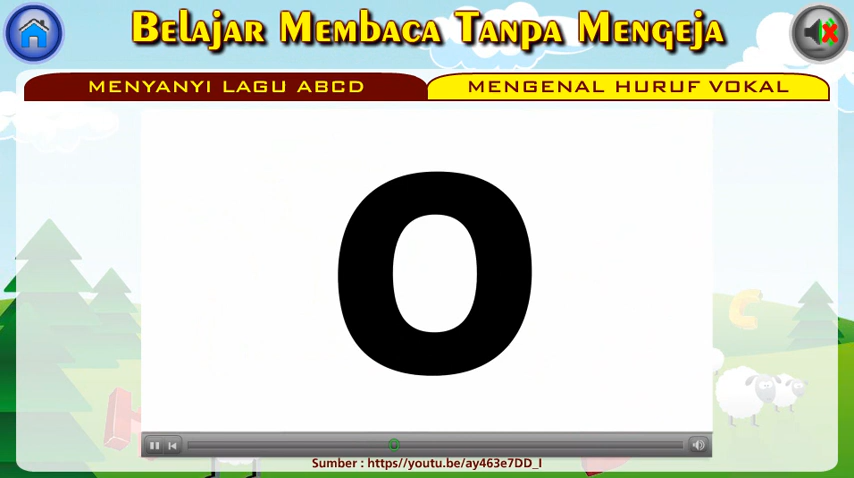 Belajar Membaca Tanpa Mengeja
MENYANYI LAGU ABCD
MENGENAL HURUF VOKAL
o
C
H
Sumber : https//youtu.be/ay463e7DD_I